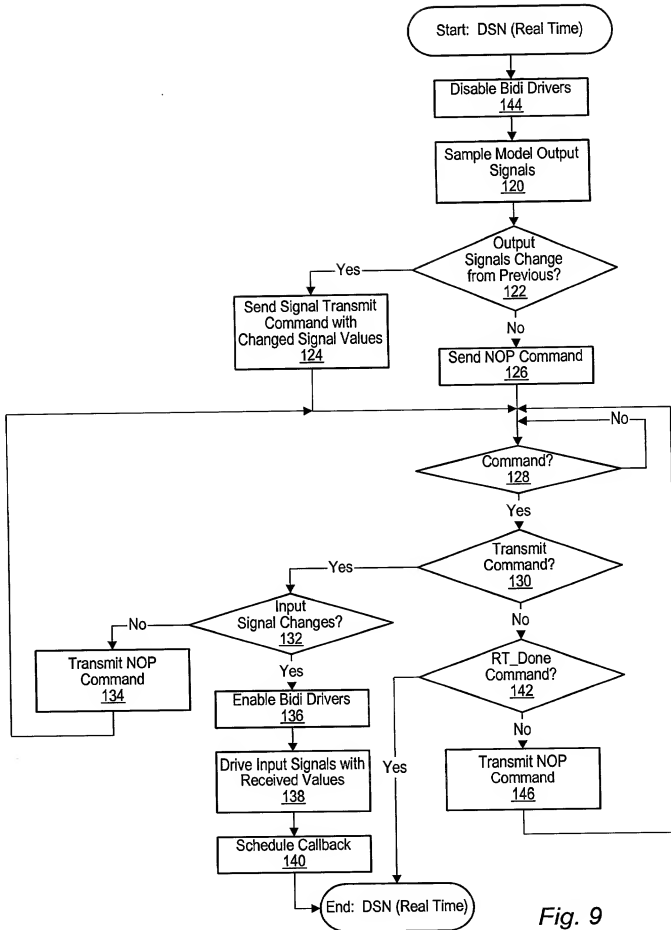 Start: DSN (Real Time)
Disable Bidi Drivers
144
Sample Model Output
Signals
120
Output
Signals Change
from Previous?
122
Yes
Send Signal Transmit
Command with
Changed Signal Values
124
No
Send NOP Command
126
No
Command?
128
Yes
Transmit
Command?
130
Yes
Input
Signal Changes?
132
No
No
Transmit NOP
Command
134
Yes
RT_Done
Command?
142
Enable Bidi Drivers
136
No
Drive Input Signals with
Received Values
138
Yes
Transmit NOP
Command
146
Schedule Callback
140
End: DSN (Real Time)
Fig. 9